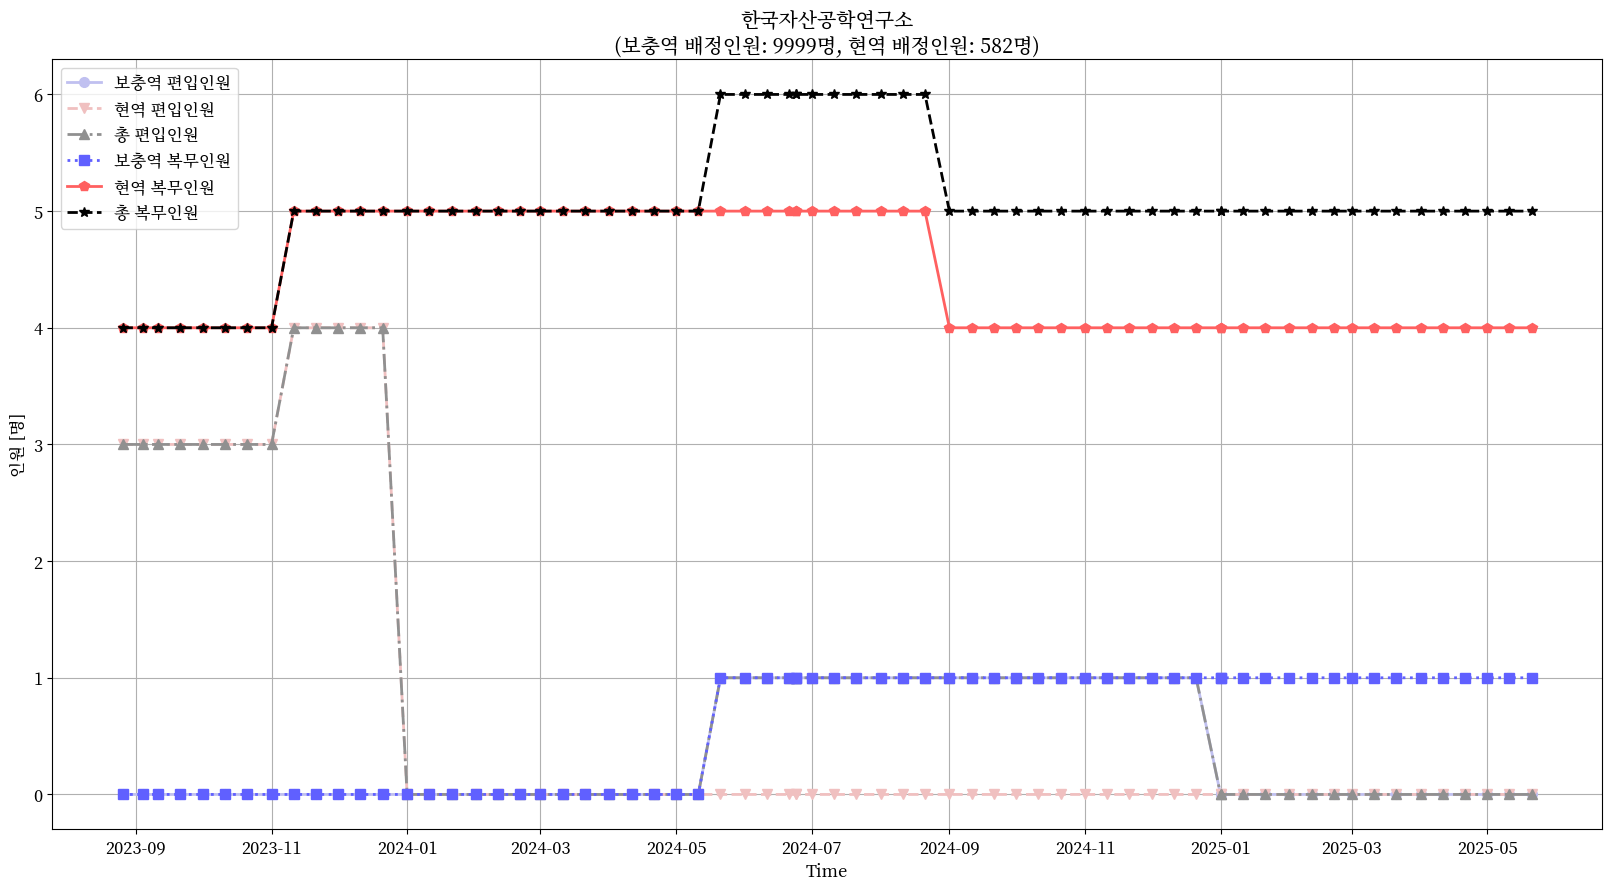 한국자산공학연구소
(보충역 배정인원: 9999명, 현역 배정인원: 582명)
보충역 편입인원
현역 편입인원
총 편입인원
보충역 복무인원
현역 복무인원
총 복무인원
인원 [명]
6
5
4
3
2
1
0
2023-09
2023-11
2024-01
2024-03
2024-05
2024-07
2024-09
2024-11
2025-01
2025-03
2025-05
Time